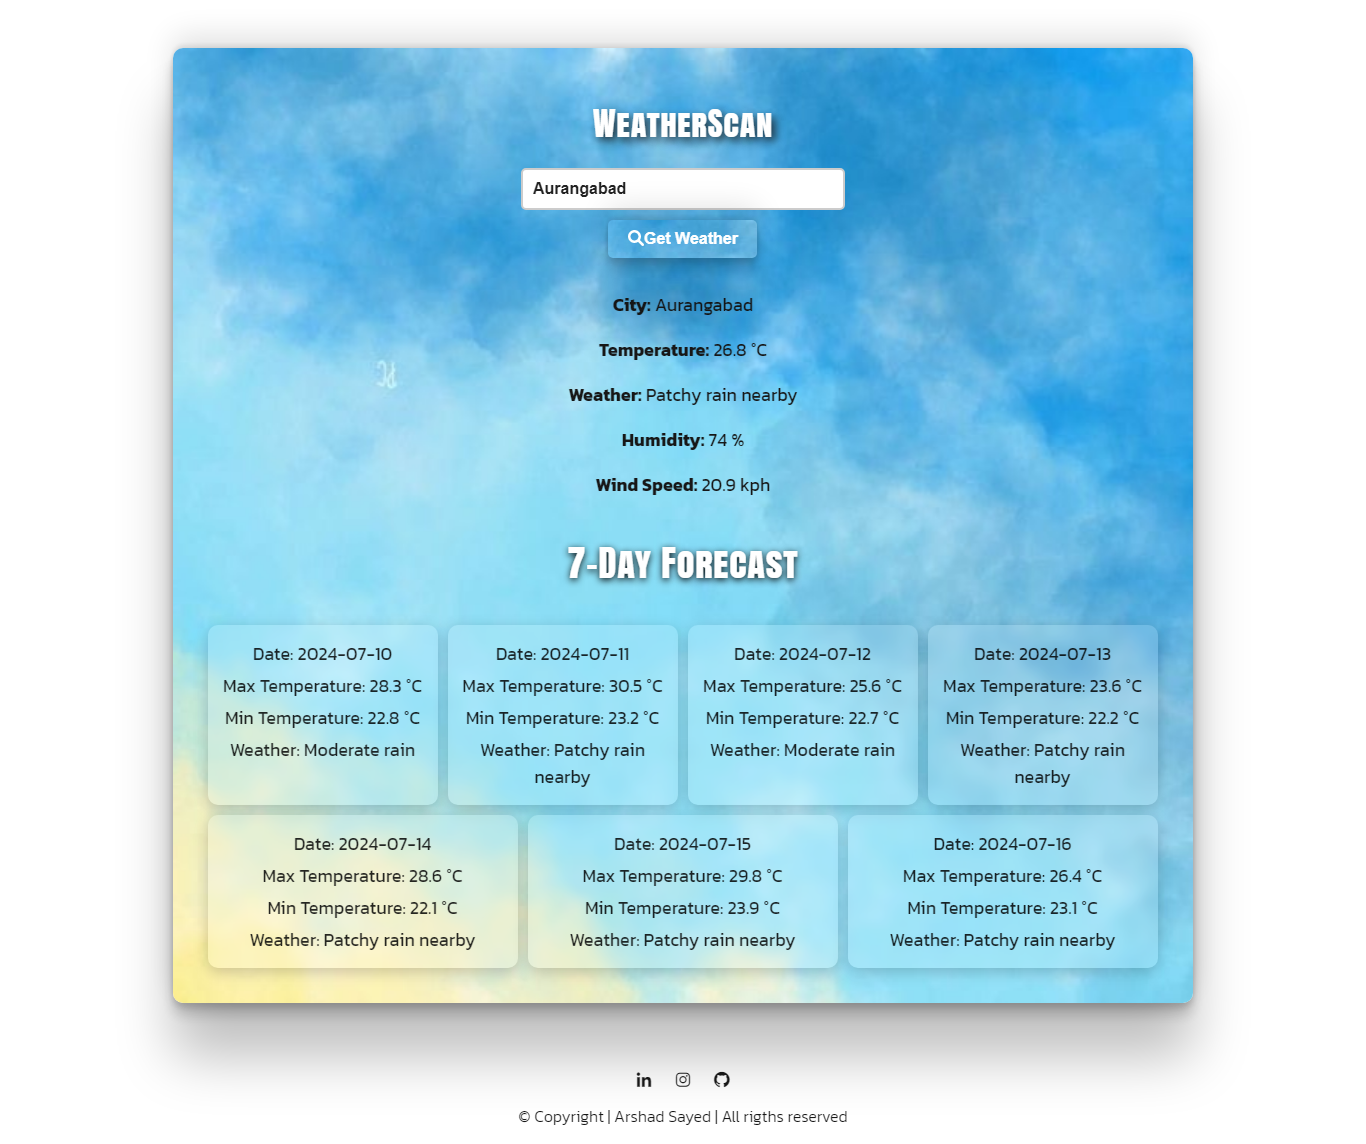 WeatherScan
Aurangabad
Get Weather
City: Aurangabad
Temperature: 26.8 °C
Weather: Patchy rain nearby
Humidity: 74 %
Wind Speed: 20.9 kph
7-Day Forecast
Date: 2024-07-10
Max Temperature: 28.3 °C
Min Temperature: 22.8 °C
Weather: Moderate rain
Date: 2024-07-11
Max Temperature: 30.5 °C
Min Temperature: 23.2 °C
Weather: Patchy rain
nearby
Date: 2024-07-12
Max Temperature: 25.6 °C
Min Temperature: 22.7 °C
Weather: Moderate rain
Date: 2024-07-13
Max Temperature: 23.6 °C
Min Temperature: 22.2 °C
Weather: Patchy rain
nearby
Date: 2024-07-14
Max Temperature: 28.6 °C
Min Temperature: 22.1 °C
Weather: Patchy rain nearby
Date: 2024-07-15
Max Temperature: 29.8 °C
Min Temperature: 23.9 °C
Weather: Patchy rain nearby
Date: 2024-07-16
Max Temperature: 26.4 °C
Min Temperature: 23.1 °C
Weather: Patchy rain nearby
© Copyright | Arshad Sayed | All rigths reserved